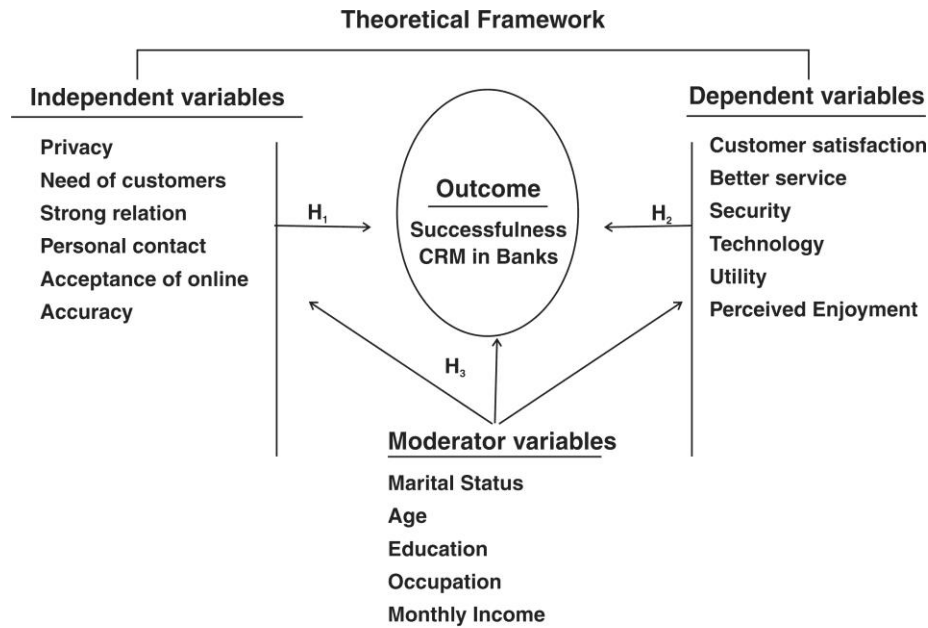 Theoretical Framework
Independent variables
Privacy
Need of customers
Strong relation
Personal contact
Acceptance of online
Accuracy
H₁
Outcome
Successfulness
CRM in Banks
H₂
Dependent variables
Customer satisfaction
Better service
Security
Technology
Utility
Perceived Enjoyment
H₃
Moderator variables
Marital Status
Age
Education
Occupation
Monthly Income